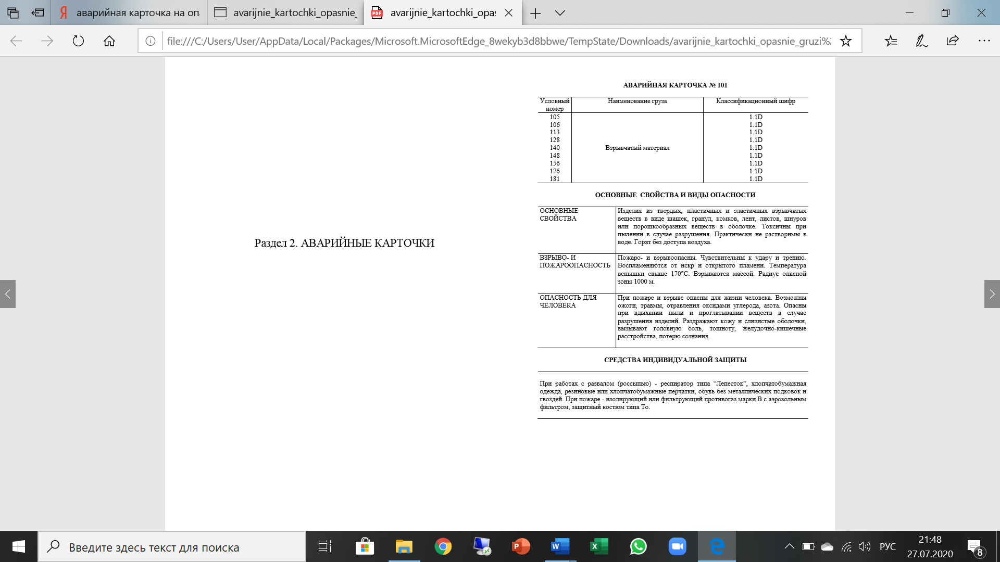 аварийная карточка на оп
avarijnie_kartochki_opasnie_
avarijnie_kartochki_opas
file:///C:/Users/User/AppData/Local/Packages/Microsoft.MicrosoftEdge_8wekyb3d8bbwe/TempState/Downloads/avarijnie_kartochki_opasnie_gruzi%2
Раздел 2. АВАРИЙНЫЕ КАРТОЧКИ
АВАРИЙНАЯ КАРТОЧКА № 101
Условный номер Наименование груза Классификационный шифр
105 1.1D
106 1.1D
113 1.1D
128 1.1D
140 Взрывчатый материал 1.1D
148 1.1D
156 1.1D
176 1.1D
181 1.1D
ОСНОВНЫЕ СВОЙСТВА И ВИДЫ ОПАСНОСТИ
ОСНОВНЫЕ
СВОЙСТВА
Изделия из твердых, пластичных и эластичных взрывчатых
веществ в виде шашек, гранул, комков, лент, листов, шнуров
или порошкообразных веществ в оболочке. Токсичны при
пылении в случае разрушения. Практически не растворимы в
воде. Горят без доступа воздуха.
ВЗРЫВО- И
ПОЖАРООПАСНОСТЬ
Пожаро- и взрывоопасны. Чувствительны к удару и трению.
Воспламеняются от искр и открытого пламени. Температура
вспышки свыше 170°С. Взрываются массой. Радиус опасной
зоны 1000 м.
ОПАСНОСТЬ ДЛЯ
ЧЕЛОВЕКА
При пожаре и взрыве опасны для жизни человека. Возможны
ожоги, травмы, отравления оксидами углерода, азота. Опасны
при вдыхании пыли и проглатывании веществ в случае
разрушения изделий. Раздражают кожу и слизистые оболочки,
вызывают головную боль, тошноту, желудочно-кишечные
расстройства, потерю сознания.
СРЕДСТВА ИНДИВИДУАЛЬНОЙ ЗАЩИТЫ
При работах с развалом (россыпью) - респиратор типа “Лепесток”, хлопчатобумажная
одежда, резиновые или хлопчатобумажные перчатки, обувь без металлических подковок и
гвоздей. При пожаре - изолирующий или фильтрующий противогаз марки В с аэрозольным
фильтром, защитный костюм типа То.
Введите здесь текст для поиска
РУС
21:48
27.07.2020
8